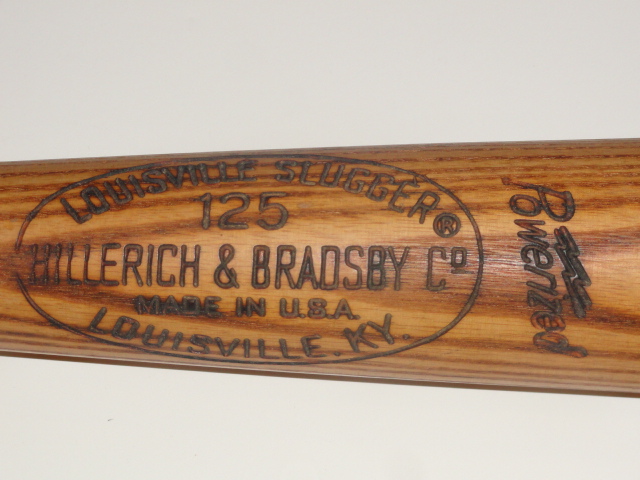 LOUISVILLE SLUGGER®
125
HILLERICH & BRADSBY Cº
MADE IN U.S.A.
LOUISVILLE, KY.
Powerized